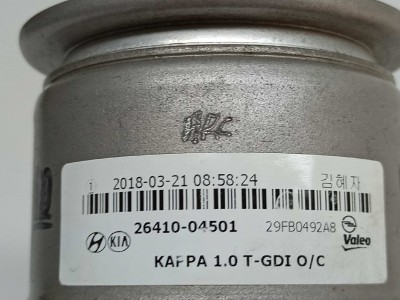 2018-03-21 08:58:24 김혜자
26410-04501 29FB0492A8
KIA Valeo
KAPPA 1.0 T-GDI O/C